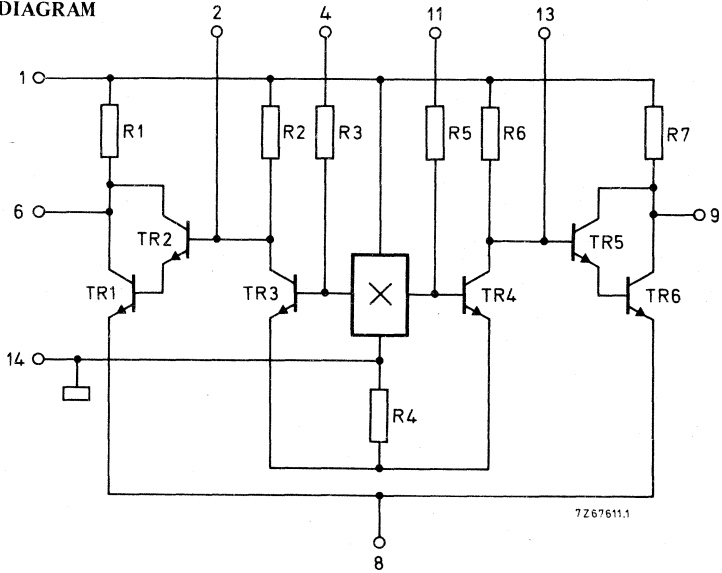 DIAGRAM
2 4 11 13
1
R1 R2 R3 R5 R6 R7
6 9
TR2 TR5
TR1 TR3 TR4 TR6
14
R4
7Z67611.1
8